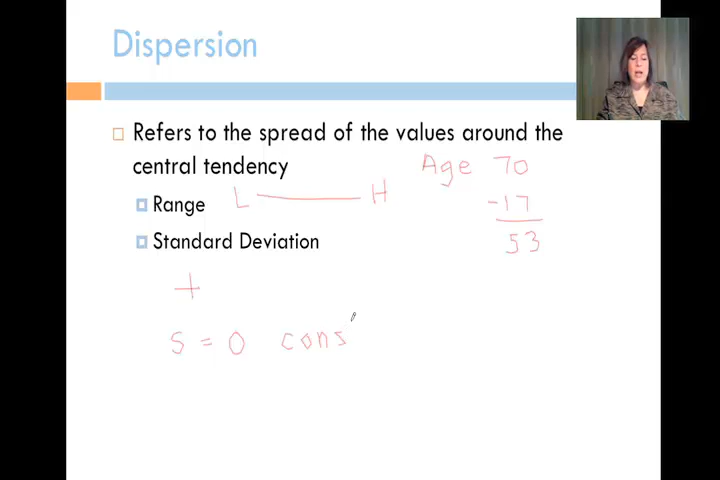 Dispersion
Refers to the spread of the values around the
central tendency
Age 70
Range L H
-17
Standard Deviation
53
+
S = 0 cons